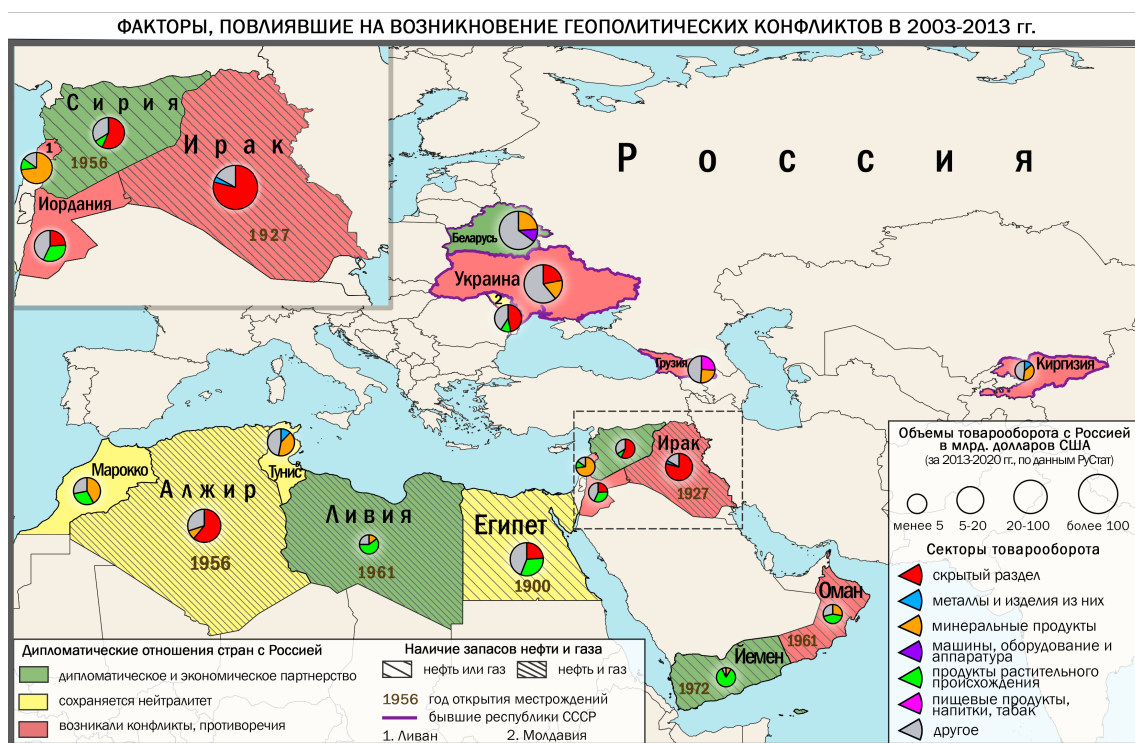 ФАКТОРЫ, ПОВЛИЯВШИЕ НА ВОЗНИКНОВЕНИЕ ГЕОПОЛИТИЧЕСКИХ КОНФЛИКТОВ В 2003-2013 гг.
Сирия
1
1956
Ирак
Иордания
1927
Россия
Беларусь
Украина
2
Грузия
Киргизия
Марокко
Тунис
Алжир
1956
Ливия
1961
Египет
1900
Ирак
1927
Оман
1961
Йемен
1972
Объемы товарооборота с Россией
в млрд. долларов США
(за 2013-2020 гг., по данным РуСтат)
менее 5 5-20 20-100 более 100
Секторы товарооборота
скрытый раздел
металлы и изделия из них
минеральные продукты
машины, оборудование и
аппаратура
продукты растительного
происхождения
пищевые продукты,
напитки, табак
другое
Дипломатические отношения стран с Россией
дипломатическое и экономическое партнерство
сохраняется нейтралитет
возникали конфликты, противоречия
Наличие запасов нефти и газа
нефть или газ нефть и газ
1956 год открытия местрождений
бывшие республики СССР
1. Ливан 2. Молдавия